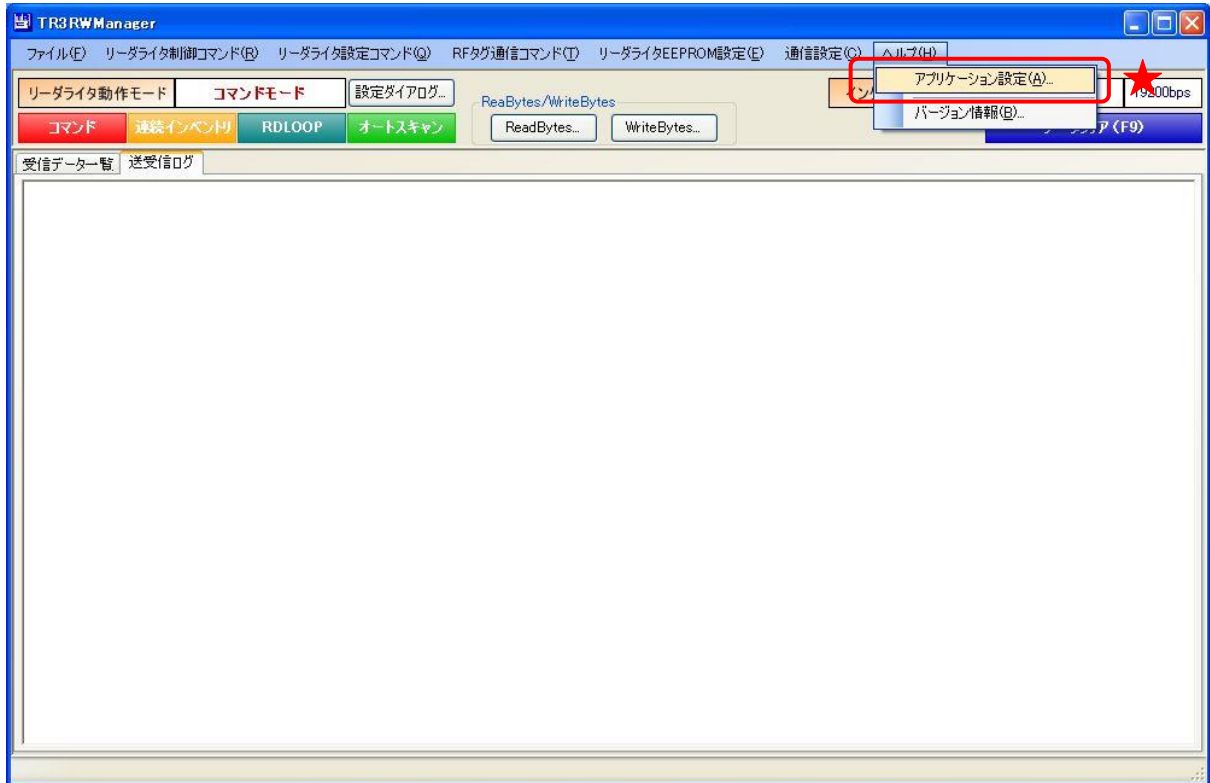 TR3RWManager
ファイル(F) リーダライタ制御コマンド(R) リーダライタ設定コマンド(Q) RFタグ通信コマンド(T) リーダライタEEPROM設定(E) 通信設定(C) ヘルプ(H)
アプリケーション設定(A)...
バージョン情報(B)...
リーダライタ動作モード コマンドモード 設定ダイアログ... 19200bps
コマンド 連続インベントリ RDLOOP オートスキャン
ReaBytes/WriteBytes
ReadBytes... WriteBytes...
(F9)
受信データ一覧 送受信ログ